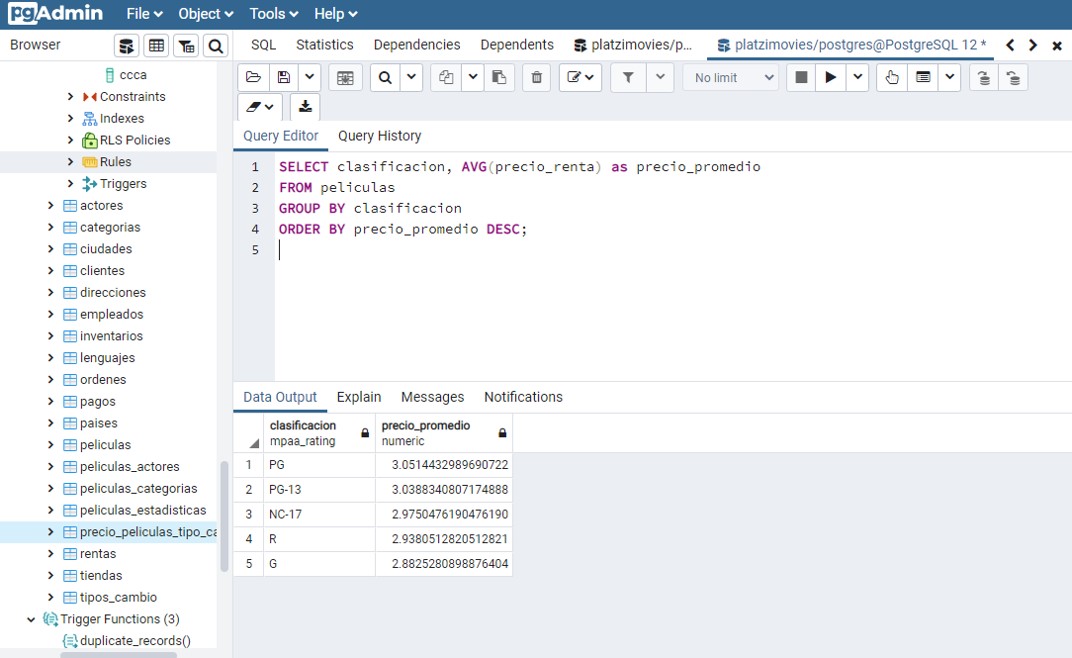 pgAdmin File Object Tools Help
Browser
SQL Statistics Dependencies Dependents platzimovies/p... platzimovies/postgres@PostgreSQL 12 *
ccca
Constraints
Indexes
RLS Policies
Rules
Triggers
actores
categorias
ciudades
clientes
direcciones
empleados
inventarios
lenguajes
ordenes
pagos
paises
peliculas
peliculas_actores
peliculas_categorias
peliculas_estadisticas
precio_peliculas_tipo_ca
rentas
tiendas
tipos_cambio
Trigger Functions (3)
duplicate_records()
No limit
Query Editor Query History
1 SELECT clasificacion, AVG(precio_renta) as precio_promedio
2 FROM peliculas
3 GROUP BY clasificacion
4 ORDER BY precio_promedio DESC;
5
Data Output Explain Messages Notifications
clasificacion precio_promedio
mpaa_rating numeric
1 PG 3.0514432989690722
2 PG-13 3.0388340807174888
3 NC-17 2.9750476190476190
4 R 2.9380512820512821
5 G 2.8825280898876404